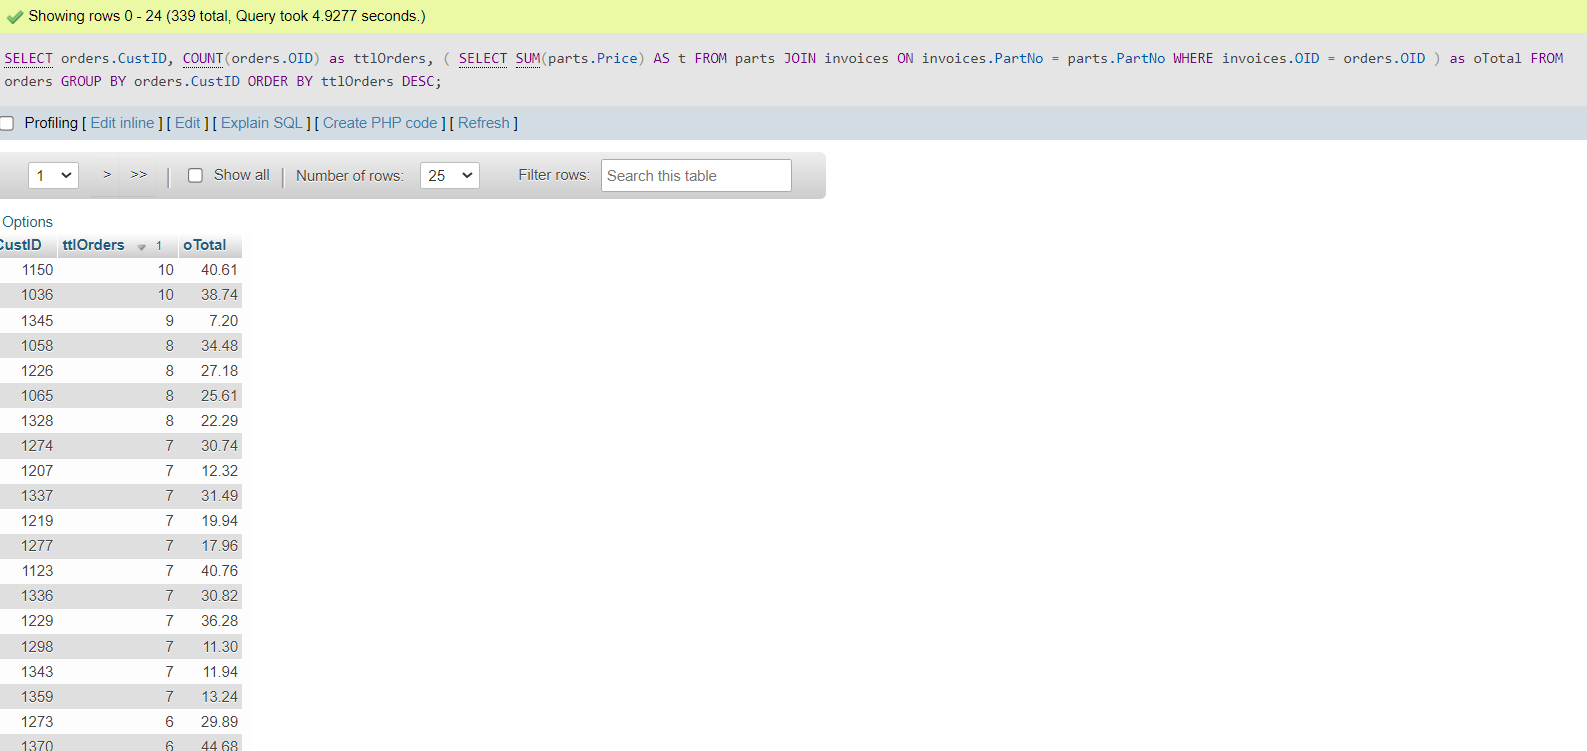 Showing rows 0 - 24 (339 total, Query took 4.9277 seconds.)
SELECT orders.CustID, COUNT(orders.OID) as ttlOrders, ( SELECT SUM(parts.Price) AS t FROM parts JOIN invoices ON invoices.PartNo = parts.PartNo WHERE invoices.OID = orders.OID ) as oTotal FROM
orders GROUP BY orders.CustID ORDER BY ttlOrders DESC;
Profiling [ Edit inline ] [ Edit ] [ Explain SQL ] [ Create PHP code ] [ Refresh ]
1 > >> | Show all | Number of rows: 25 Filter rows: Search this table
Options
CustID ttlOrders 1 oTotal
1150 10 40.61
1036 10 38.74
1345 9 7.20
1058 8 34.48
1226 8 27.18
1065 8 25.61
1328 8 22.29
1274 7 30.74
1207 7 12.32
1337 7 31.49
1219 7 19.94
1277 7 17.96
1123 7 40.76
1336 7 30.82
1229 7 36.28
1298 7 11.30
1343 7 11.94
1359 7 13.24
1273 6 29.89
1370 6 44.68